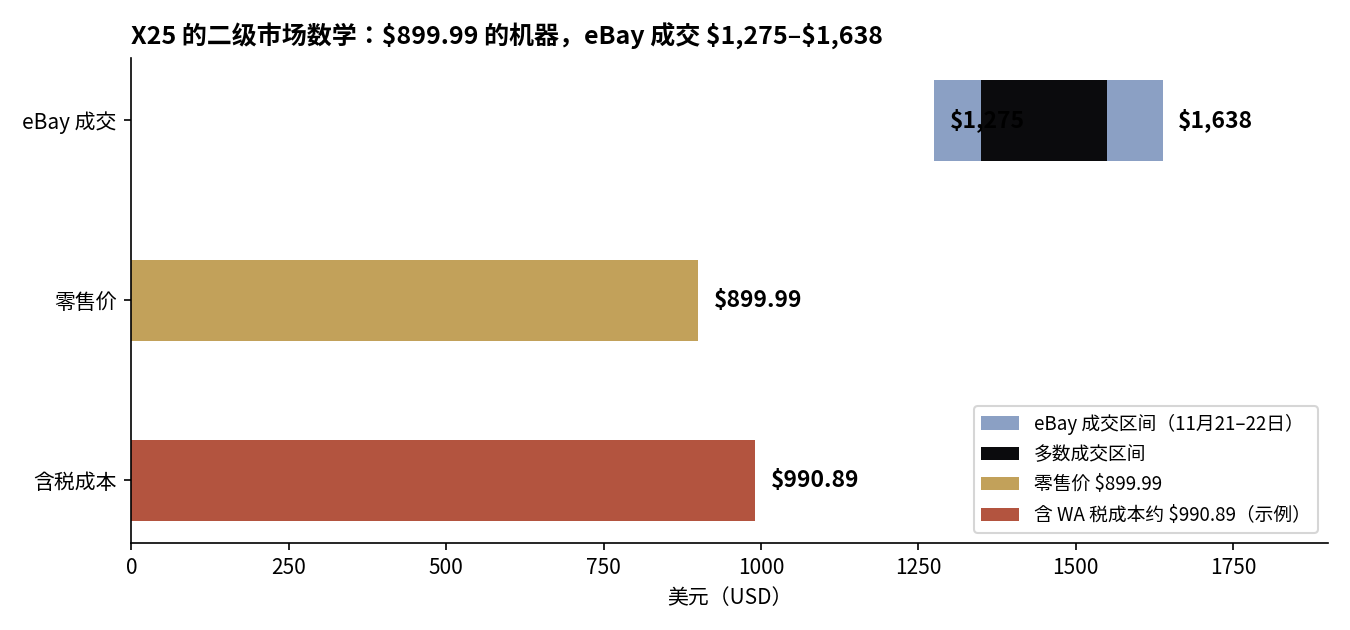 X25 的二级市场数学：$899.99 的机器，eBay 成交 $1,275–$1,638
eBay 成交
$1,275
$1,638
零售价
$899.99
含税成本
$990.89
eBay 成交区间（11月21–22日）
多数成交区间
零售价 $899.99
含 WA 税成本约 $990.89（示例）
0 250 500 750 1000 1250 1500 1750
美元（USD）